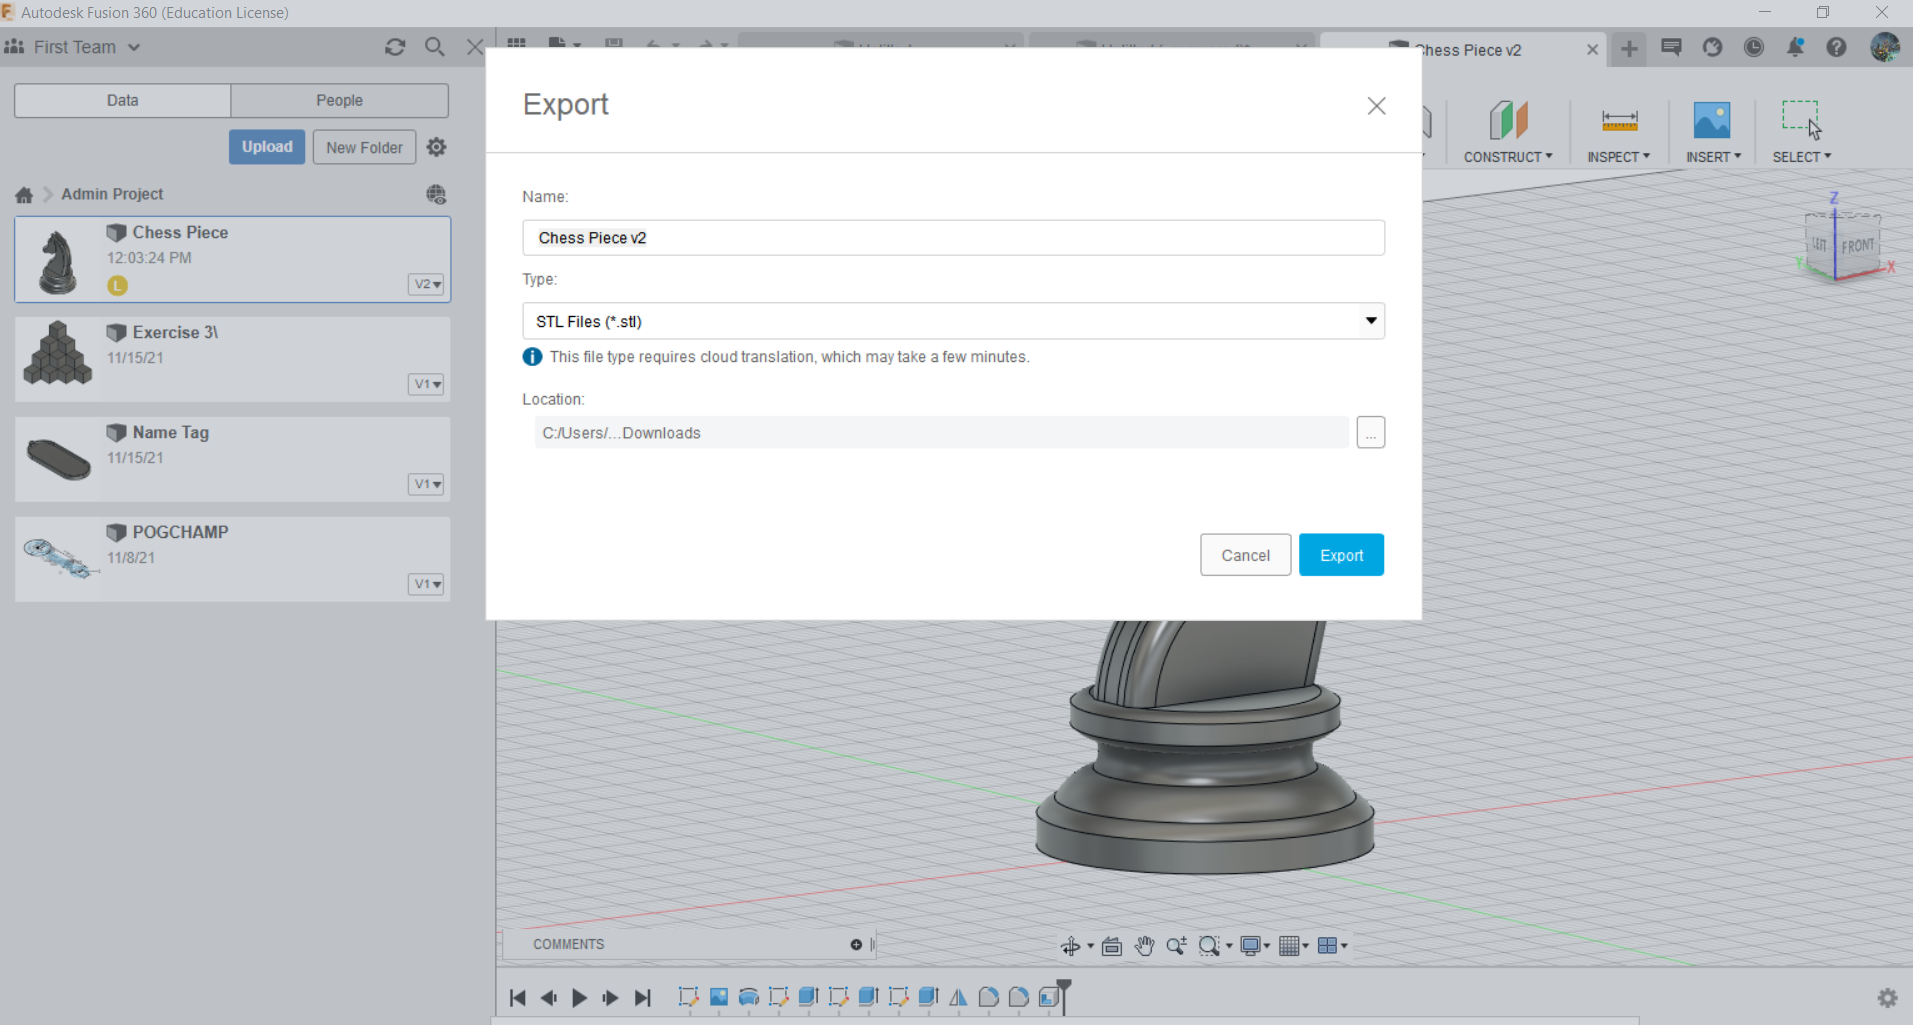 Autodesk Fusion 360 (Education License)
First Team
Chess Piece v2
Data People
Upload New Folder
Admin Project
Chess Piece
12:03:24 PM
L
V2
Exercise 3\
11/15/21
V1
Name Tag
11/15/21
V1
POGCHAMP
11/8/21
V1
Export
Name:
Chess Piece v2
Type:
STL Files (*.stl)
This file type requires cloud translation, which may take a few minutes.
Location:
C:/Users/...Downloads
...
Cancel Export
CONSTRUCT INSPECT INSERT SELECT
Z
LEFT FRONT
Y X
COMMENTS